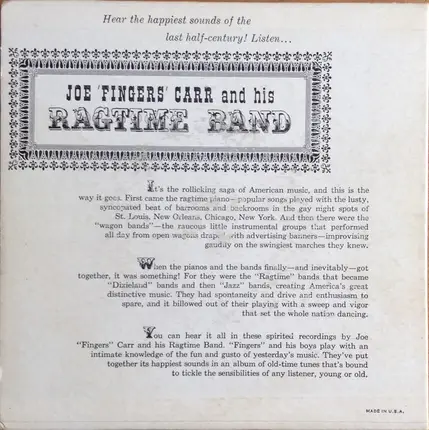 Hear the happiest sounds of the
last half-century! Listen...
JOE 'FINGERS' CARR and his
RAGTIME BAND
It's the rollicking saga of American music, and this is the
way it goes. First came the ragtime piano—popular songs played with the lusty,
syncopated beat of barrooms and backrooms in the gay night spots of
St. Louis, New Orleans, Chicago, New York. And then there were the
"wagon bands"—the raucous little instrumental groups that performed
all day from open wagons draped with advertising banners—improvising
gaudily on the swingiest marches they knew.
When the pianos and the bands finally—and inevitably—got
together, it was something! For they were the "Ragtime" bands that became
"Dixieland" bands and then "Jazz" bands, creating America's great
distinctive music. They had spontaneity and drive and enthusiasm to
spare, and it billowed out of their playing with a sweep and vigor
that set the whole nation dancing.
You can hear it all in these spirited recordings by Joe
"Fingers" Carr and his Ragtime Band. "Fingers" and his boys play with an
intimate knowledge of the fun and gusto of yesterday's music. They've put
together its happiest sounds in an album of old-time tunes that's bound
to tickle the sensibilities of any listener, young or old.
MADE IN U.S.A.